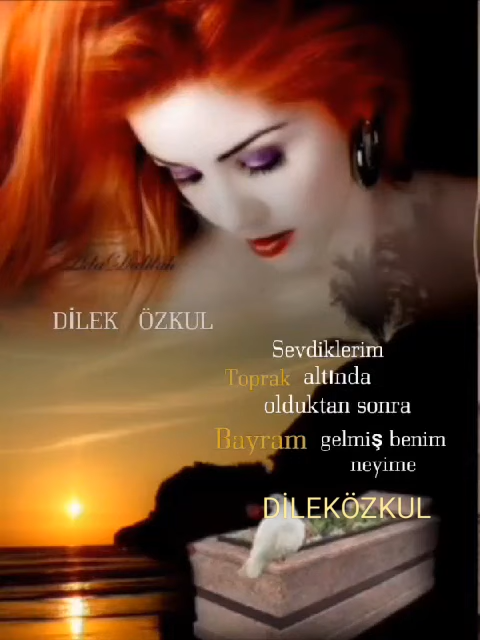 DİLEK ÖZKUL
Sevdiklerim
Toprak altında
olduktan sonra
Bayram gelmiş benim
neyime
DİLEKÖZKUL